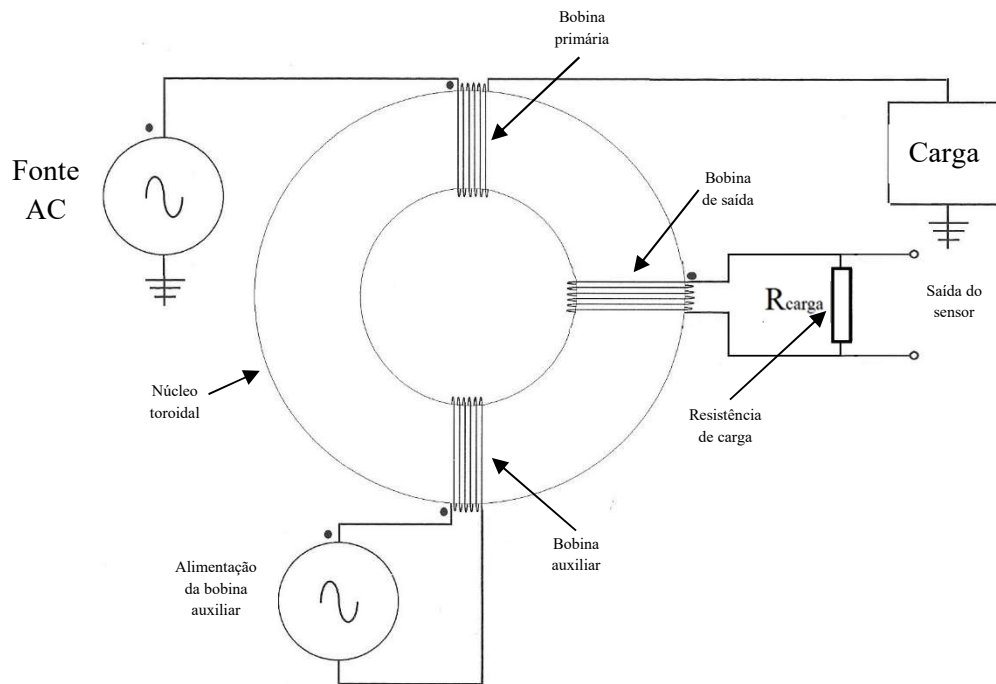 Bobina
primária
Fonte
AC
Carga
Bobina
de saída
Rcarga
Saída do
sensor
Núcleo
toroidal
Resistência
de carga
Alimentação
da bobina
auxiliar
Bobina
auxiliar